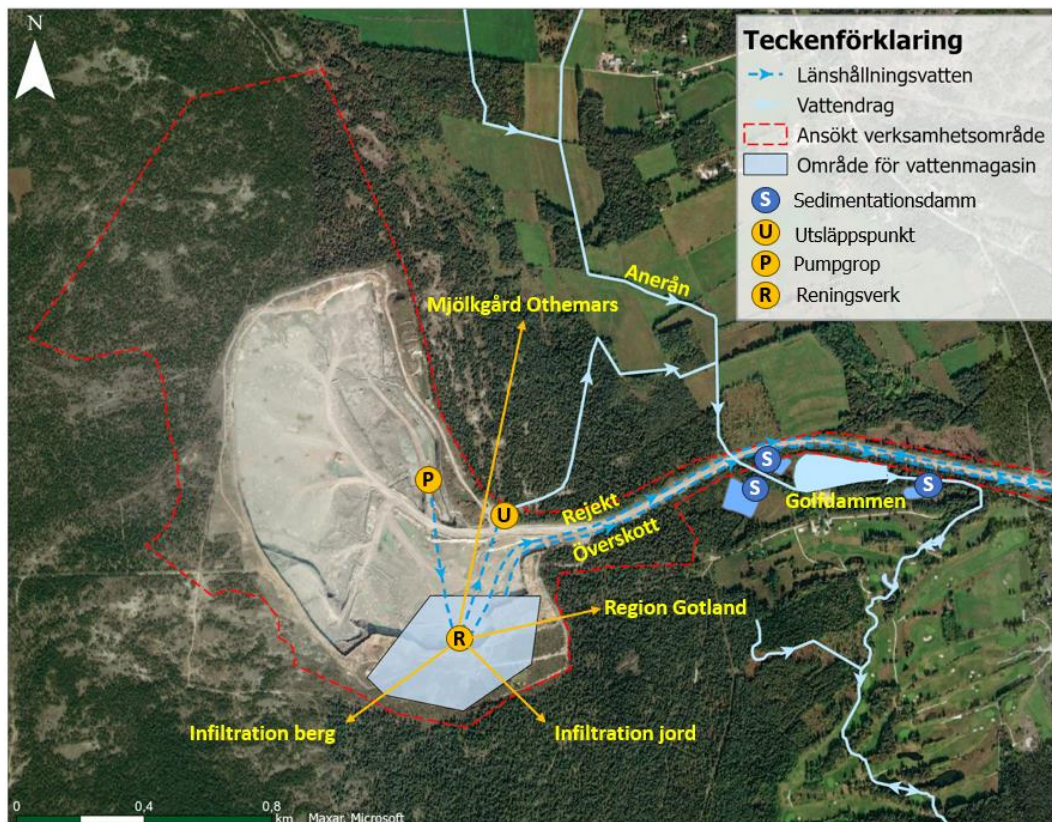 N
Teckenförklaring
Länshållningsvatten
Vattendrag
Ansökt verksamhetsområde
Område för vattenmagasin
S Sedimentationsdamm
U Utsläppspunkt
P Pumpgrop
R Reningsverk
Anerån
Mjölkgård Othemars
P
U
Rejekt
Överskott
S
S
S
Golfdammen
R
Region Gotland
Infiltration berg
Infiltration jord
0 0,4 0,8
km
Maxar, Microsoft